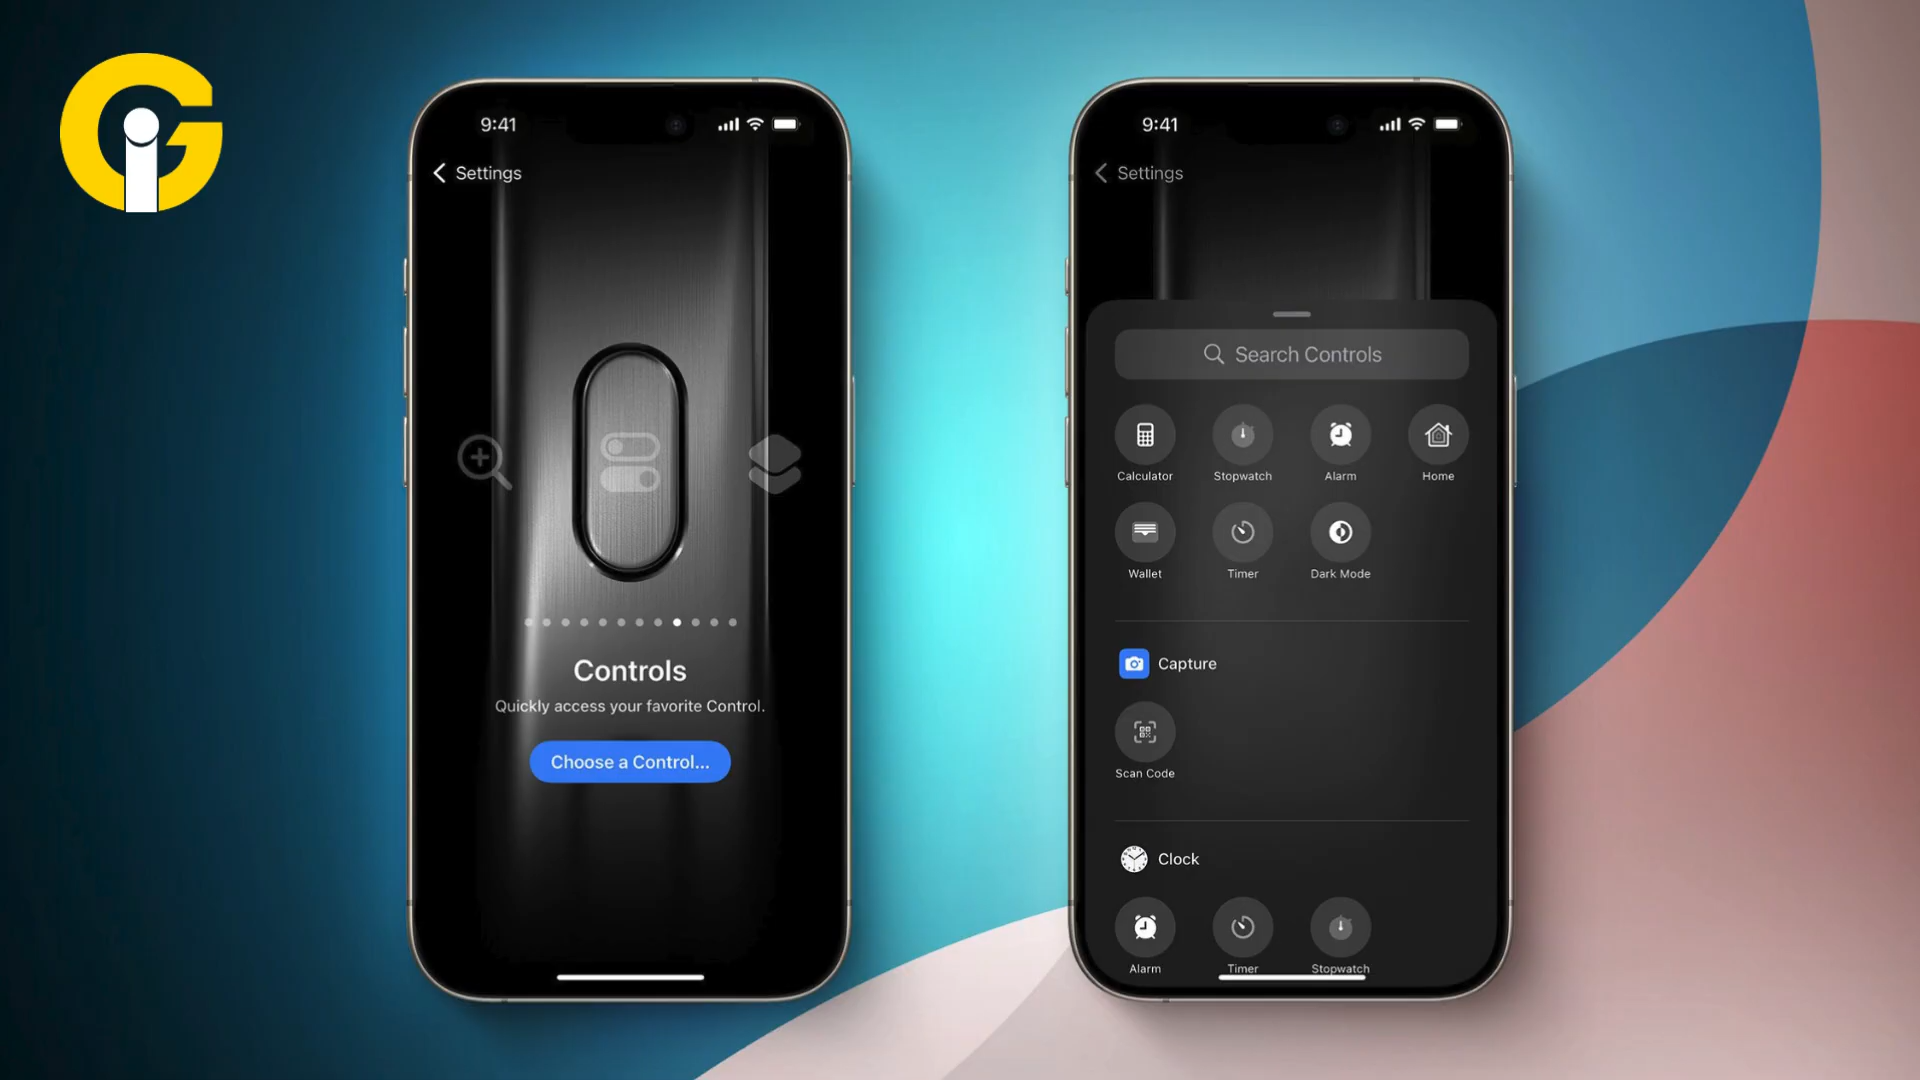 Gi
9:41
Settings
Controls
Quickly access your favorite Control.
Choose a Control...
9:41
Settings
Search Controls
Calculator
Stopwatch
Alarm
Home
Wallet
Timer
Dark Mode
Capture
Scan Code
Clock
Alarm
Timer
Stopwatch